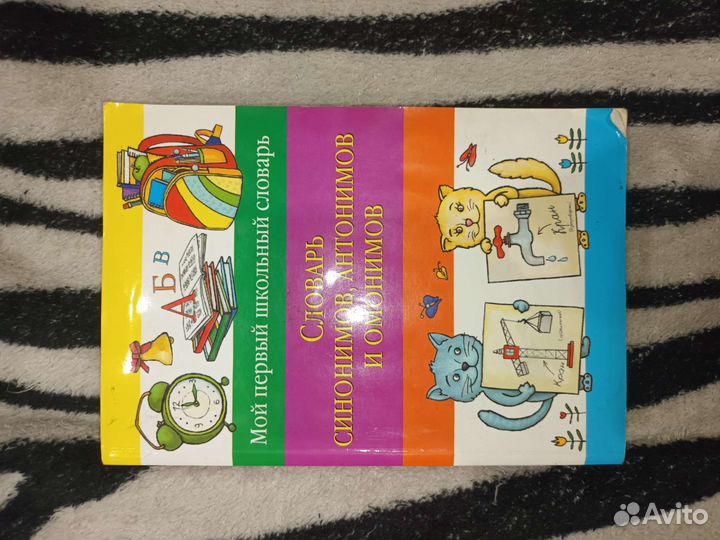 А Б В
Мой первый школьный словарь
Словарь
синонимов, антонимов
и омонимов
Кран
Кран
Avito